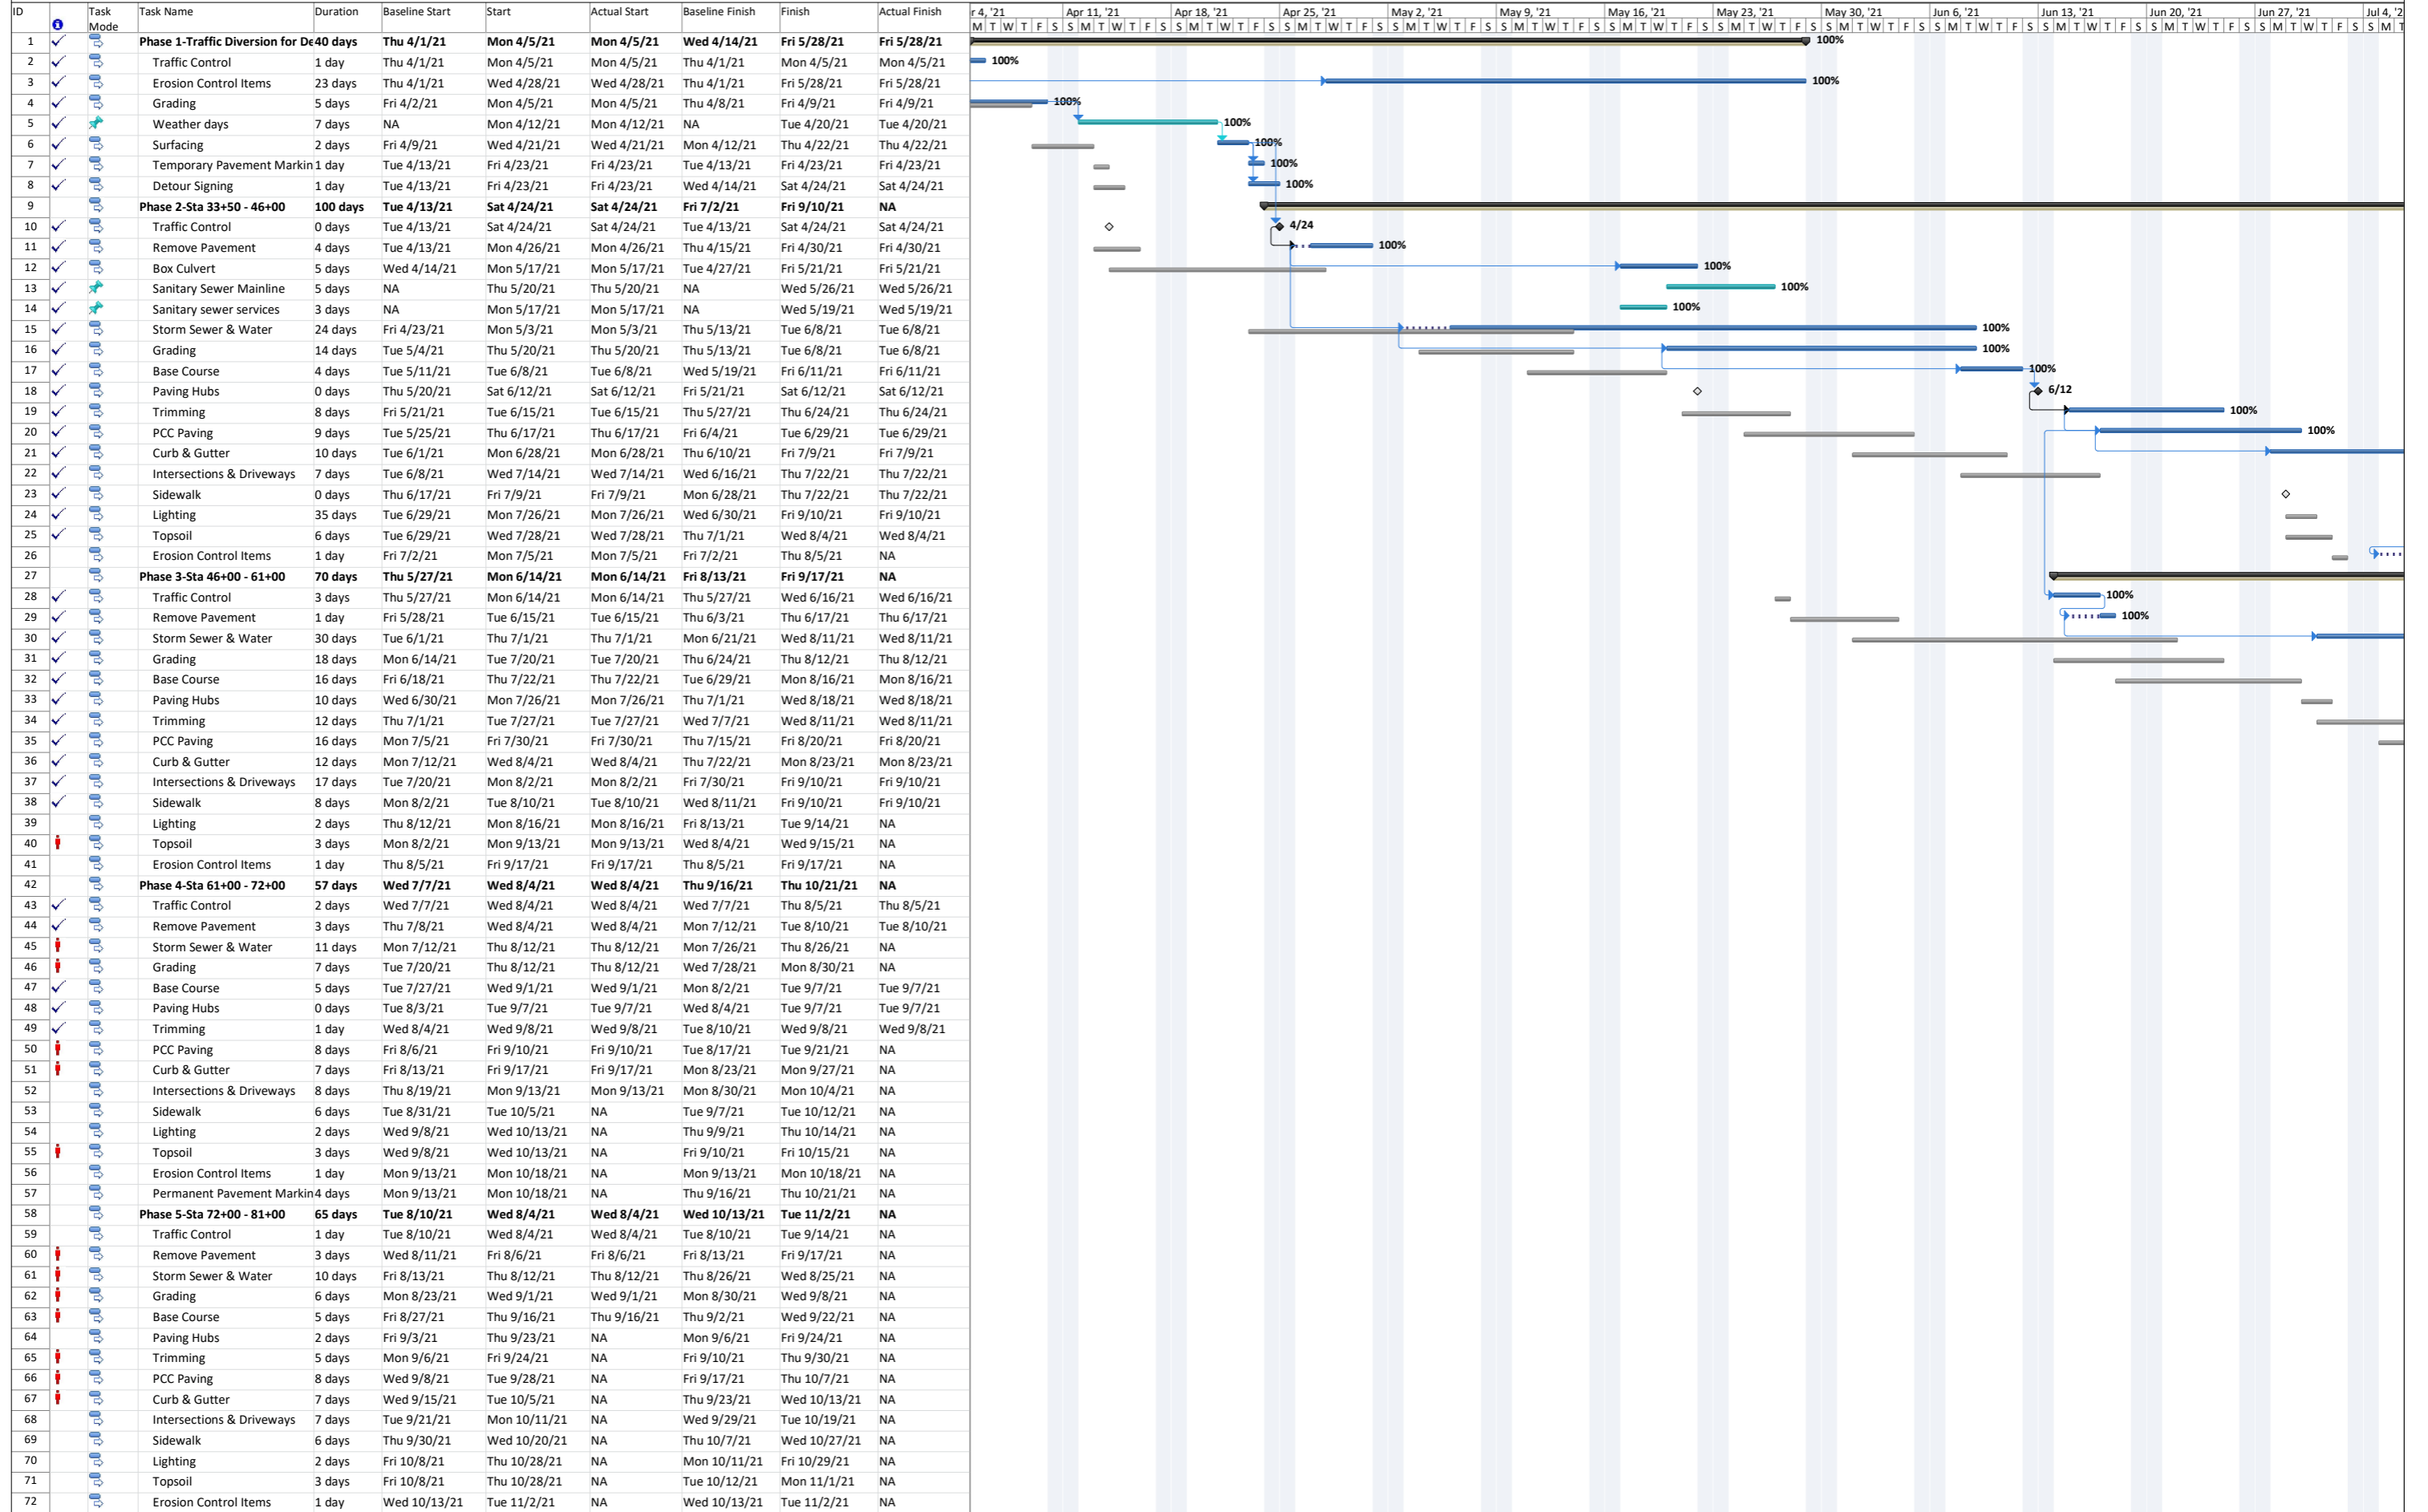 ID Task Mode Task Name Duration Baseline Start Start Actual Start Baseline Finish Finish Actual Finish
r 4, '21 Apr 11, '21 Apr 18, '21 Apr 25, '21 May 2, '21 May 9, '21 May 16, '21 May 23, '21 May 30, '21 Jun 6, '21 Jun 13, '21 Jun 20, '21 Jun 27, '21 Jul 4, '2
M T W T F S S M T W T F S S M T W T F S S M T W T F S S M T W T F S S M T W T F S S M T W T F S S M T W T F S S M T W T F S S M T W T F S S M T W T F S S M T W T F S S M T W T F S S M T
1 Phase 1-Traffic Diversion for De 40 days Thu 4/1/21 Mon 4/5/21 Mon 4/5/21 Wed 4/14/21 Fri 5/28/21 Fri 5/28/21 100%
2 Traffic Control 1 day Thu 4/1/21 Mon 4/5/21 Mon 4/5/21 Thu 4/1/21 Mon 4/5/21 Mon 4/5/21 100%
3 Erosion Control Items 23 days Thu 4/1/21 Wed 4/28/21 Wed 4/28/21 Thu 4/1/21 Fri 5/28/21 Fri 5/28/21 100%
4 Grading 5 days Fri 4/2/21 Mon 4/5/21 Mon 4/5/21 Thu 4/8/21 Fri 4/9/21 Fri 4/9/21 100%
5 Weather days 7 days NA Mon 4/12/21 Mon 4/12/21 NA Tue 4/20/21 Tue 4/20/21 100%
6 Surfacing 2 days Fri 4/9/21 Wed 4/21/21 Wed 4/21/21 Mon 4/12/21 Thu 4/22/21 Thu 4/22/21 100%
7 Temporary Pavement Markin 1 day Tue 4/13/21 Fri 4/23/21 Fri 4/23/21 Tue 4/13/21 Fri 4/23/21 Fri 4/23/21 100%
8 Detour Signing 1 day Tue 4/13/21 Fri 4/23/21 Fri 4/23/21 Wed 4/14/21 Sat 4/24/21 Sat 4/24/21 100%
9 Phase 2-Sta 33+50 - 46+00 100 days Tue 4/13/21 Sat 4/24/21 Sat 4/24/21 Fri 7/2/21 Fri 9/10/21 NA
10 Traffic Control 0 days Tue 4/13/21 Sat 4/24/21 Sat 4/24/21 Tue 4/13/21 Sat 4/24/21 Sat 4/24/21 4/24
11 Remove Pavement 4 days Tue 4/13/21 Mon 4/26/21 Mon 4/26/21 Thu 4/15/21 Fri 4/30/21 Fri 4/30/21 100%
12 Box Culvert 5 days Wed 4/14/21 Mon 5/17/21 Mon 5/17/21 Tue 4/27/21 Fri 5/21/21 Fri 5/21/21 100%
13 Sanitary Sewer Mainline 5 days NA Thu 5/20/21 Thu 5/20/21 NA Wed 5/26/21 Wed 5/26/21 100%
14 Sanitary sewer services 3 days NA Mon 5/17/21 Mon 5/17/21 NA Wed 5/19/21 Wed 5/19/21 100%
15 Storm Sewer & Water 24 days Fri 4/23/21 Mon 5/3/21 Mon 5/3/21 Thu 5/13/21 Tue 6/8/21 Tue 6/8/21 100%
16 Grading 14 days Tue 5/4/21 Thu 5/20/21 Thu 5/20/21 Thu 5/13/21 Tue 6/8/21 Tue 6/8/21 100%
17 Base Course 4 days Tue 5/11/21 Tue 6/8/21 Tue 6/8/21 Wed 5/19/21 Fri 6/11/21 Fri 6/11/21 100%
18 Paving Hubs 0 days Thu 5/20/21 Sat 6/12/21 Sat 6/12/21 Fri 5/21/21 Sat 6/12/21 Sat 6/12/21 6/12
19 Trimming 8 days Fri 5/21/21 Tue 6/15/21 Tue 6/15/21 Thu 5/27/21 Thu 6/24/21 Thu 6/24/21 100%
20 PCC Paving 9 days Tue 5/25/21 Thu 6/17/21 Thu 6/17/21 Fri 6/4/21 Tue 6/29/21 Tue 6/29/21 100%
21 Curb & Gutter 10 days Tue 6/1/21 Mon 6/28/21 Mon 6/28/21 Thu 6/10/21 Fri 7/9/21 Fri 7/9/21
22 Intersections & Driveways 7 days Tue 6/8/21 Wed 7/14/21 Wed 7/14/21 Wed 6/16/21 Thu 7/22/21 Thu 7/22/21
23 Sidewalk 0 days Thu 6/17/21 Fri 7/9/21 Fri 7/9/21 Mon 6/28/21 Thu 7/22/21 Thu 7/22/21
24 Lighting 35 days Tue 6/29/21 Mon 7/26/21 Mon 7/26/21 Wed 6/30/21 Fri 9/10/21 Fri 9/10/21
25 Topsoil 6 days Tue 6/29/21 Wed 7/28/21 Wed 7/28/21 Thu 7/1/21 Wed 8/4/21 Wed 8/4/21
26 Erosion Control Items 1 day Fri 7/2/21 Mon 7/5/21 Mon 7/5/21 Fri 7/2/21 Thu 8/5/21 NA
27 Phase 3-Sta 46+00 - 61+00 70 days Thu 5/27/21 Mon 6/14/21 Mon 6/14/21 Fri 8/13/21 Fri 9/17/21 NA
28 Traffic Control 3 days Thu 5/27/21 Mon 6/14/21 Mon 6/14/21 Thu 5/27/21 Wed 6/16/21 Wed 6/16/21 100%
29 Remove Pavement 1 day Fri 5/28/21 Tue 6/15/21 Tue 6/15/21 Thu 6/3/21 Thu 6/17/21 Thu 6/17/21 100%
30 Storm Sewer & Water 30 days Tue 6/1/21 Thu 7/1/21 Thu 7/1/21 Mon 6/21/21 Wed 8/11/21 Wed 8/11/21
31 Grading 18 days Mon 6/14/21 Tue 7/20/21 Tue 7/20/21 Thu 6/24/21 Thu 8/12/21 Thu 8/12/21
32 Base Course 16 days Fri 6/18/21 Thu 7/22/21 Thu 7/22/21 Tue 6/29/21 Mon 8/16/21 Mon 8/16/21
33 Paving Hubs 10 days Wed 6/30/21 Mon 7/26/21 Mon 7/26/21 Thu 7/1/21 Wed 8/18/21 Wed 8/18/21
34 Trimming 12 days Thu 7/1/21 Tue 7/27/21 Tue 7/27/21 Wed 7/7/21 Wed 8/11/21 Wed 8/11/21
35 PCC Paving 16 days Mon 7/5/21 Fri 7/30/21 Fri 7/30/21 Thu 7/15/21 Fri 8/20/21 Fri 8/20/21
36 Curb & Gutter 12 days Mon 7/12/21 Wed 8/4/21 Wed 8/4/21 Thu 7/22/21 Mon 8/23/21 Mon 8/23/21
37 Intersections & Driveways 17 days Tue 7/20/21 Mon 8/2/21 Mon 8/2/21 Fri 7/30/21 Fri 9/10/21 Fri 9/10/21
38 Sidewalk 8 days Mon 8/2/21 Tue 8/10/21 Tue 8/10/21 Wed 8/11/21 Fri 9/10/21 Fri 9/10/21
39 Lighting 2 days Thu 8/12/21 Mon 8/16/21 Mon 8/16/21 Fri 8/13/21 Tue 9/14/21 NA
40 Topsoil 3 days Mon 8/2/21 Mon 9/13/21 Mon 9/13/21 Wed 8/4/21 Wed 9/15/21 NA
41 Erosion Control Items 1 day Thu 8/5/21 Fri 9/17/21 Fri 9/17/21 Thu 8/5/21 Fri 9/17/21 NA
42 Phase 4-Sta 61+00 - 72+00 57 days Wed 7/7/21 Wed 8/4/21 Wed 8/4/21 Thu 9/16/21 Thu 10/21/21 NA
43 Traffic Control 2 days Wed 7/7/21 Wed 8/4/21 Wed 8/4/21 Wed 7/7/21 Thu 8/5/21 Thu 8/5/21
44 Remove Pavement 3 days Thu 7/8/21 Wed 8/4/21 Wed 8/4/21 Mon 7/12/21 Tue 8/10/21 Tue 8/10/21
45 Storm Sewer & Water 11 days Mon 7/12/21 Thu 8/12/21 Thu 8/12/21 Mon 7/26/21 Thu 8/26/21 NA
46 Grading 7 days Tue 7/20/21 Thu 8/12/21 Thu 8/12/21 Wed 7/28/21 Mon 8/30/21 NA
47 Base Course 5 days Tue 7/27/21 Wed 9/1/21 Wed 9/1/21 Mon 8/2/21 Tue 9/7/21 Tue 9/7/21
48 Paving Hubs 0 days Tue 8/3/21 Tue 9/7/21 Tue 9/7/21 Wed 8/4/21 Tue 9/7/21 Tue 9/7/21
49 Trimming 1 day Wed 8/4/21 Wed 9/8/21 Wed 9/8/21 Tue 8/10/21 Wed 9/8/21 Wed 9/8/21
50 PCC Paving 8 days Fri 8/6/21 Fri 9/10/21 Fri 9/10/21 Tue 8/17/21 Tue 9/21/21 NA
51 Curb & Gutter 7 days Fri 8/13/21 Fri 9/17/21 Fri 9/17/21 Mon 8/23/21 Mon 9/27/21 NA
52 Intersections & Driveways 8 days Thu 8/19/21 Mon 9/13/21 Mon 9/13/21 Mon 8/30/21 Mon 10/4/21 NA
53 Sidewalk 6 days Tue 8/31/21 Tue 10/5/21 NA Tue 9/7/21 Tue 10/12/21 NA
54 Lighting 2 days Wed 9/8/21 Wed 10/13/21 NA Thu 9/9/21 Thu 10/14/21 NA
55 Topsoil 3 days Wed 9/8/21 Wed 10/13/21 NA Fri 9/10/21 Fri 10/15/21 NA
56 Erosion Control Items 1 day Mon 9/13/21 Mon 10/18/21 NA Mon 9/13/21 Mon 10/18/21 NA
57 Permanent Pavement Markin 4 days Mon 9/13/21 Mon 10/18/21 NA Thu 9/16/21 Thu 10/21/21 NA
58 Phase 5-Sta 72+00 - 81+00 65 days Tue 8/10/21 Wed 8/4/21 Wed 8/4/21 Wed 10/13/21 Tue 11/2/21 NA
59 Traffic Control 1 day Tue 8/10/21 Wed 8/4/21 Wed 8/4/21 Tue 8/10/21 Tue 9/14/21 NA
60 Remove Pavement 3 days Wed 8/11/21 Fri 8/6/21 Fri 8/6/21 Fri 8/13/21 Fri 9/17/21 NA
61 Storm Sewer & Water 10 days Fri 8/13/21 Thu 8/12/21 Thu 8/12/21 Thu 8/26/21 Wed 8/25/21 NA
62 Grading 6 days Mon 8/23/21 Wed 9/1/21 Wed 9/1/21 Mon 8/30/21 Wed 9/8/21 NA
63 Base Course 5 days Fri 8/27/21 Thu 9/16/21 Thu 9/16/21 Thu 9/2/21 Wed 9/22/21 NA
64 Paving Hubs 2 days Fri 9/3/21 Thu 9/23/21 NA Mon 9/6/21 Fri 9/24/21 NA
65 Trimming 5 days Mon 9/6/21 Fri 9/24/21 NA Fri 9/10/21 Thu 9/30/21 NA
66 PCC Paving 8 days Wed 9/8/21 Tue 9/28/21 NA Fri 9/17/21 Thu 10/7/21 NA
67 Curb & Gutter 7 days Wed 9/15/21 Tue 10/5/21 NA Thu 9/23/21 Wed 10/13/21 NA
68 Intersections & Driveways 7 days Tue 9/21/21 Mon 10/11/21 NA Wed 9/29/21 Tue 10/19/21 NA
69 Sidewalk 6 days Thu 9/30/21 Wed 10/20/21 NA Thu 10/7/21 Wed 10/27/21 NA
70 Lighting 2 days Fri 10/8/21 Thu 10/28/21 NA Mon 10/11/21 Fri 10/29/21 NA
71 Topsoil 3 days Fri 10/8/21 Thu 10/28/21 NA Tue 10/12/21 Mon 11/1/21 NA
72 Erosion Control Items 1 day Wed 10/13/21 Tue 11/2/21 NA Wed 10/13/21 Tue 11/2/21 NA